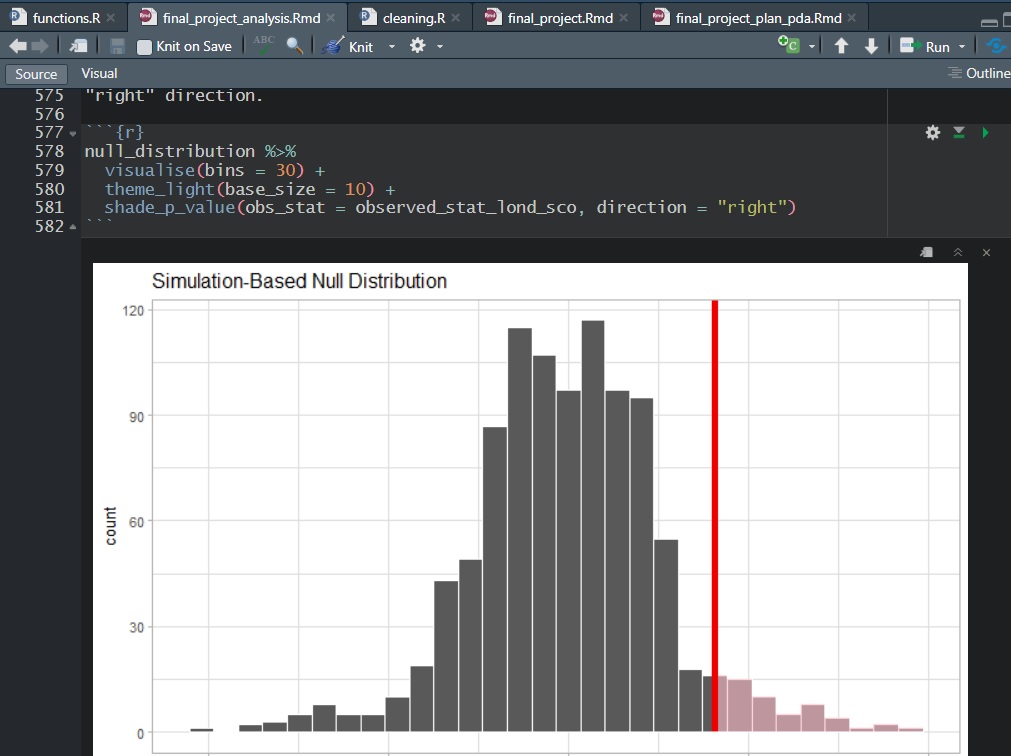 functions.R
final_project_analysis.Rmd
cleaning.R
final_project.Rmd
final_project_plan_pda.Rmd
Knit on Save
ABC
Knit
C
Run
Source
Visual
Outline
575 "right" direction.
576
577 ```{r}
578 null_distribution %>%
579 visualise(bins = 30) +
580 theme_light(base_size = 10) +
581 shade_p_value(obs_stat = observed_stat_lond_sco, direction = "right")
582 ```
Simulation-Based Null Distribution
120
90
60
30
0
count